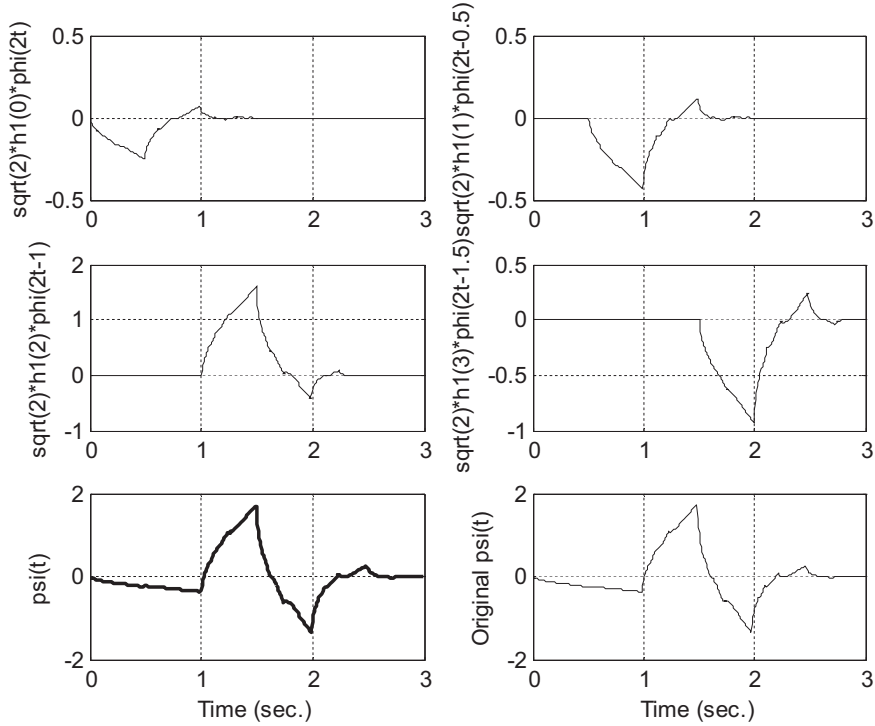 sqrt(2)*h1(0)*phi(2t)
0.5
0
-0.5
0 1 2 3
sqrt(2)*h1(1)*phi(2t-0.5)
0.5
0
-0.5
0 1 2 3
sqrt(2)*h1(2)*phi(2t-1)
2
1
0
-1
0 1 2 3
sqrt(2)*h1(3)*phi(2t-1.5)
0.5
0
-0.5
-1
0 1 2 3
psi(t)
2
0
-2
0 1 2 3
Time (sec.)
Original psi(t)
2
0
-2
0 1 2 3
Time (sec.)